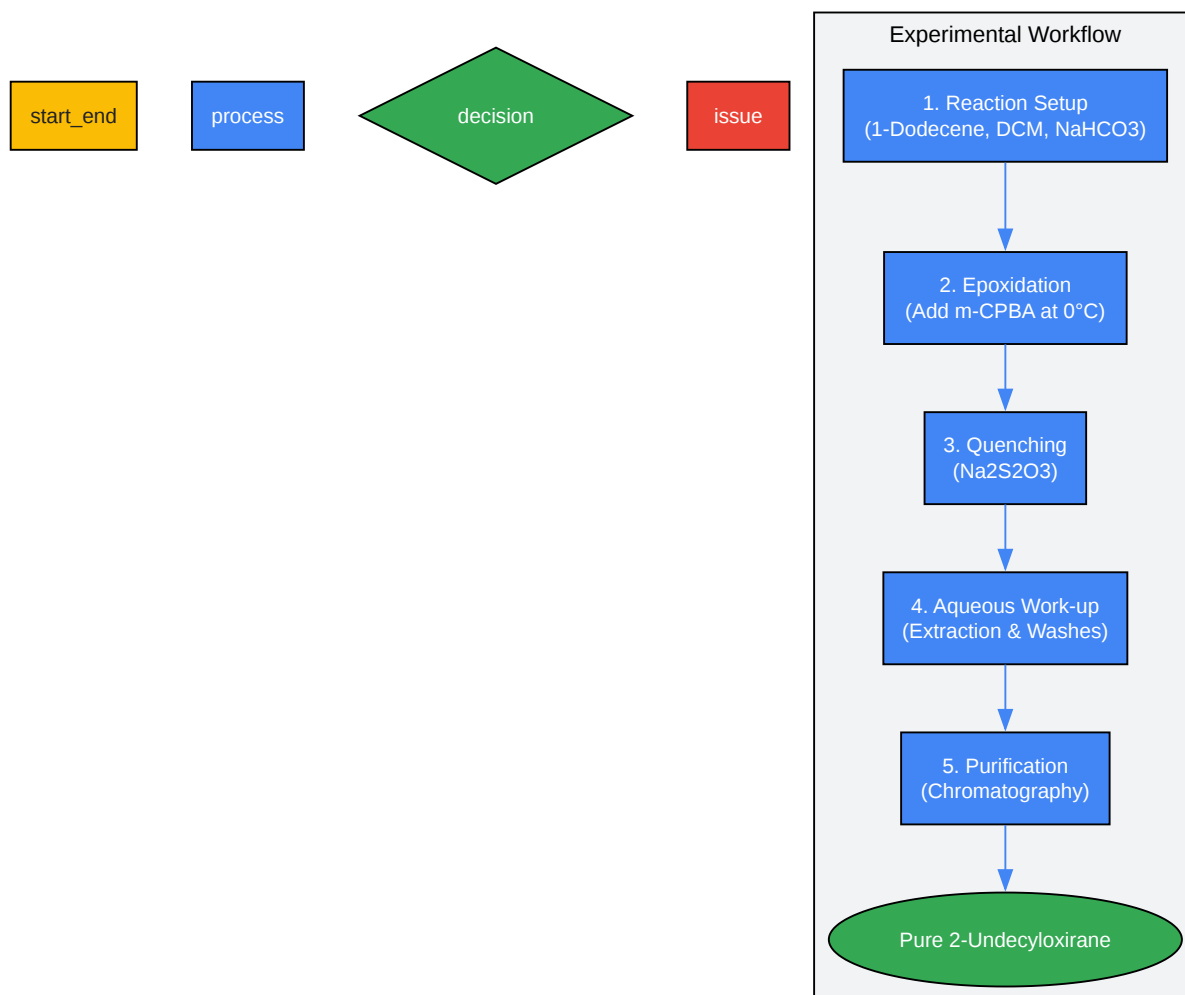 Experimental Workflow
start_end
process
decision
issue
1. Reaction Setup
(1-Dodecene, DCM, NaHCO3)
2. Epoxidation
(Add m-CPBA at 0°C)
3. Quenching
(Na2S2O3)
4. Aqueous Work-up
(Extraction & Washes)
5. Purification
(Chromatography)
Pure 2-Undecyloxirane